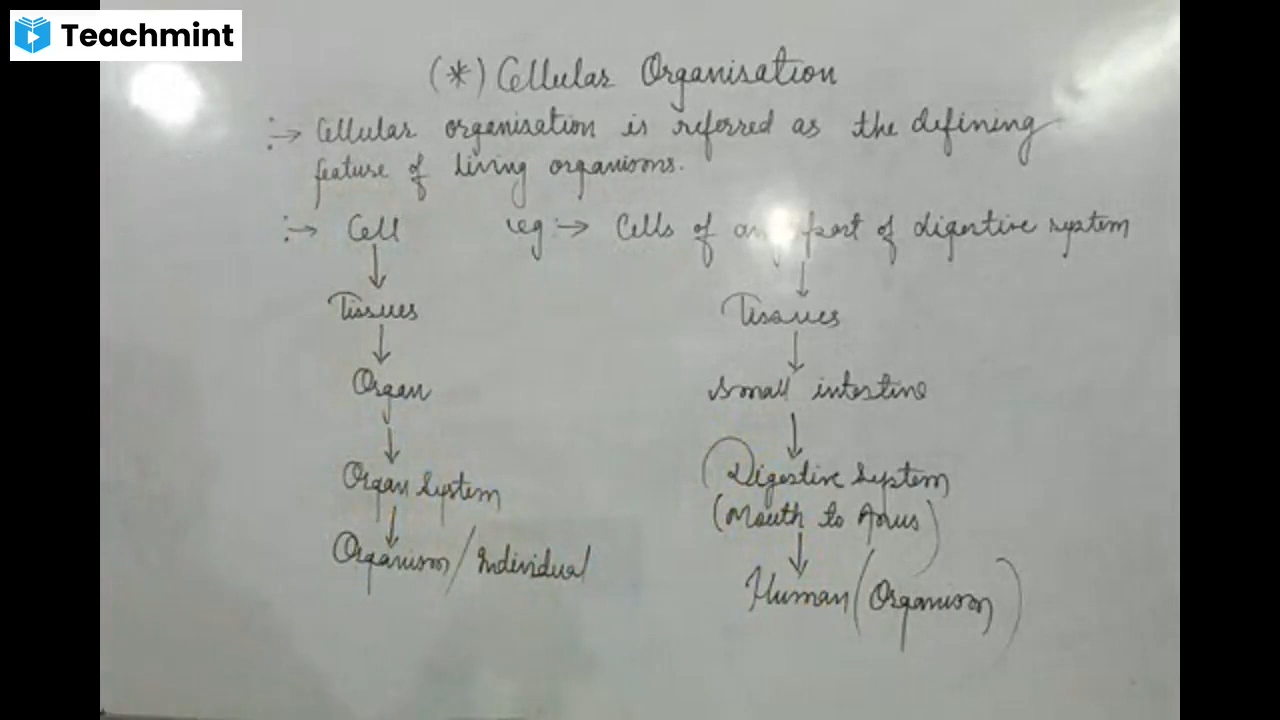 Teachmint
(*) Cellular Organisation
:→ Cellular organisation is referred as the defining
feature of living organisms.
:→ Cell eg :→ Cells of any part of digestive system
↓ ↓
Tissues Tissues
↓ ↓
Organ Small intestine
↓ ↓
Organ System Digestive System
(Mouth to Anus)
↓ ↓
Organism/Individual Human (Organism)